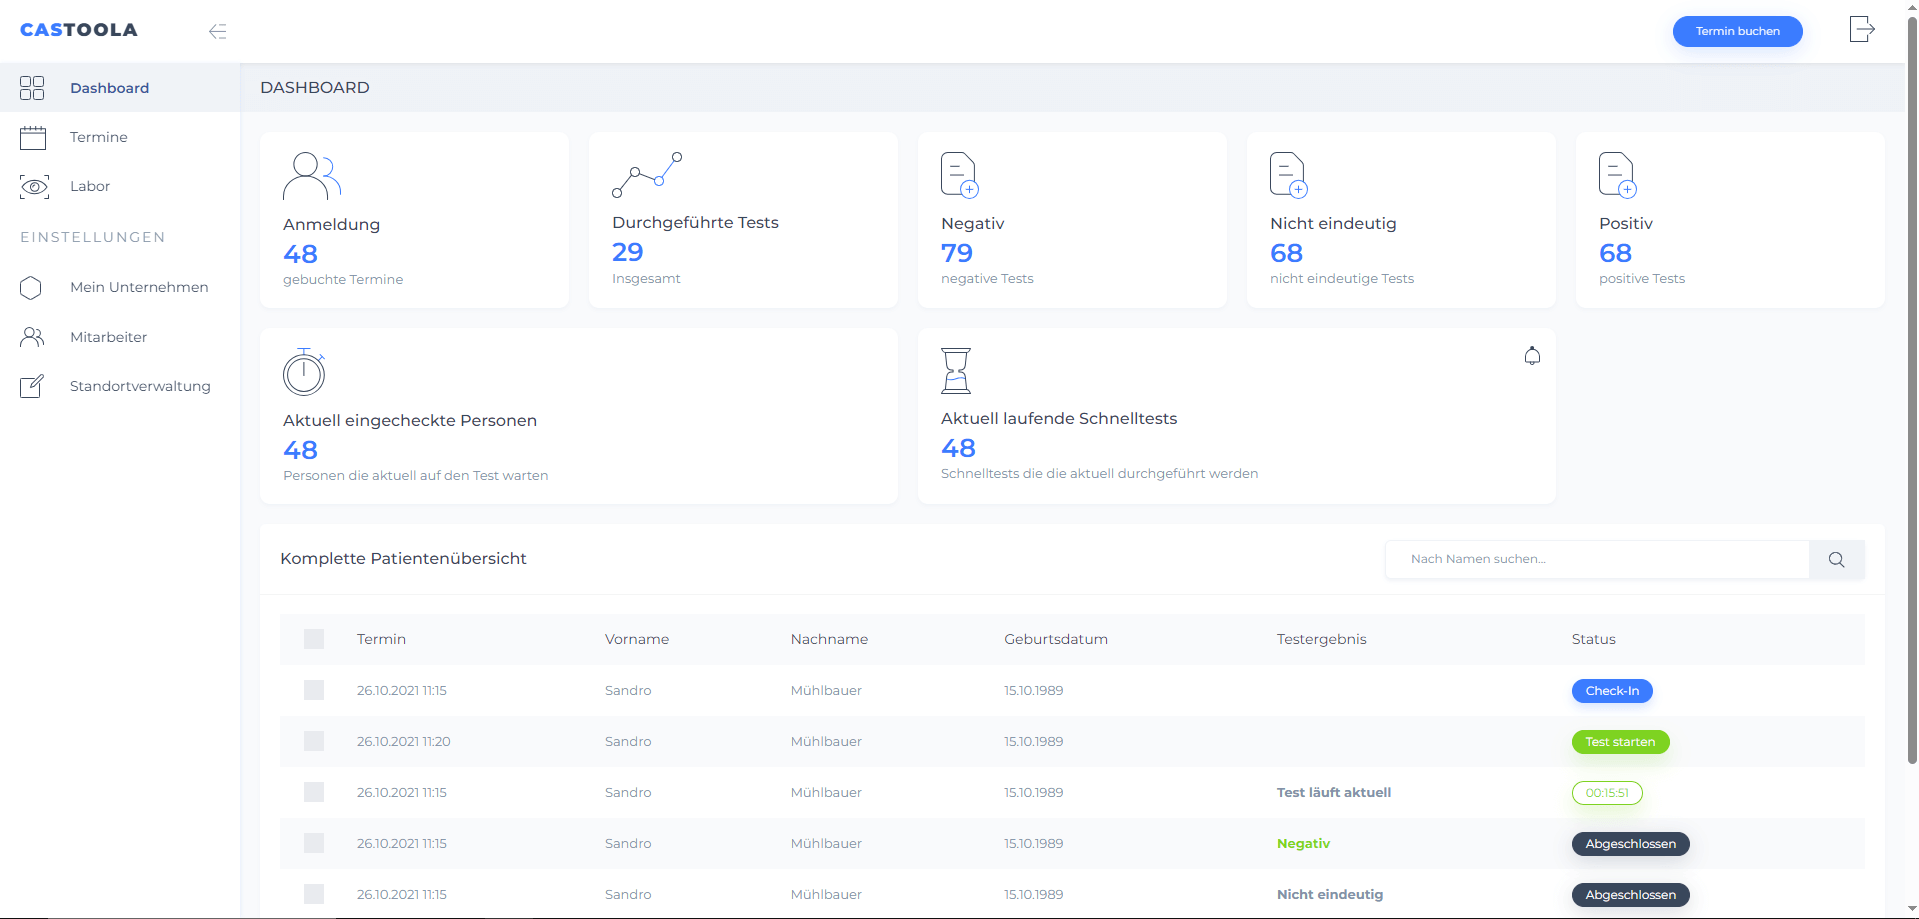 CASTOOLA
Termin buchen
Dashboard
Termine
Labor
EINSTELLUNGEN
Mein Unternehmen
Mitarbeiter
Standortverwaltung
DASHBOARD
Anmeldung
48
gebuchte Termine
Durchgeführte Tests
29
Insgesamt
Negativ
79
negative Tests
Nicht eindeutig
68
nicht eindeutige Tests
Positiv
68
positive Tests
Aktuell eingecheckte Personen
48
Personen die aktuell auf den Test warten
Aktuell laufende Schnelltests
48
Schnelltests die die aktuell durchgeführt werden
Komplette Patientenübersicht
Nach Namen suchen...
Termin Vorname Nachname Geburtsdatum Testergebnis Status
26.10.2021 11:15 Sandro Mühlbauer 15.10.1989 Check-In
26.10.2021 11:20 Sandro Mühlbauer 15.10.1989 Test starten
26.10.2021 11:15 Sandro Mühlbauer 15.10.1989 Test läuft aktuell 00:15:51
26.10.2021 11:15 Sandro Mühlbauer 15.10.1989 Negativ Abgeschlossen
26.10.2021 11:15 Sandro Mühlbauer 15.10.1989 Nicht eindeutig Abgeschlossen